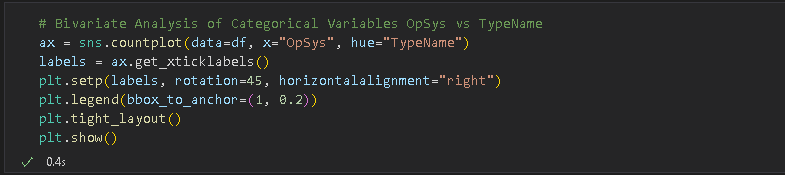 # Bivariate Analysis of Categorical Variables OpSys vs TypeName
ax = sns.countplot(data=df, x="OpSys", hue="TypeName")
labels = ax.get_xticklabels()
plt.setp(labels, rotation=45, horizontalalignment="right")
plt.legend(bbox_to_anchor=(1, 0.2))
plt.tight_layout()
plt.show()
✓ 0.4s